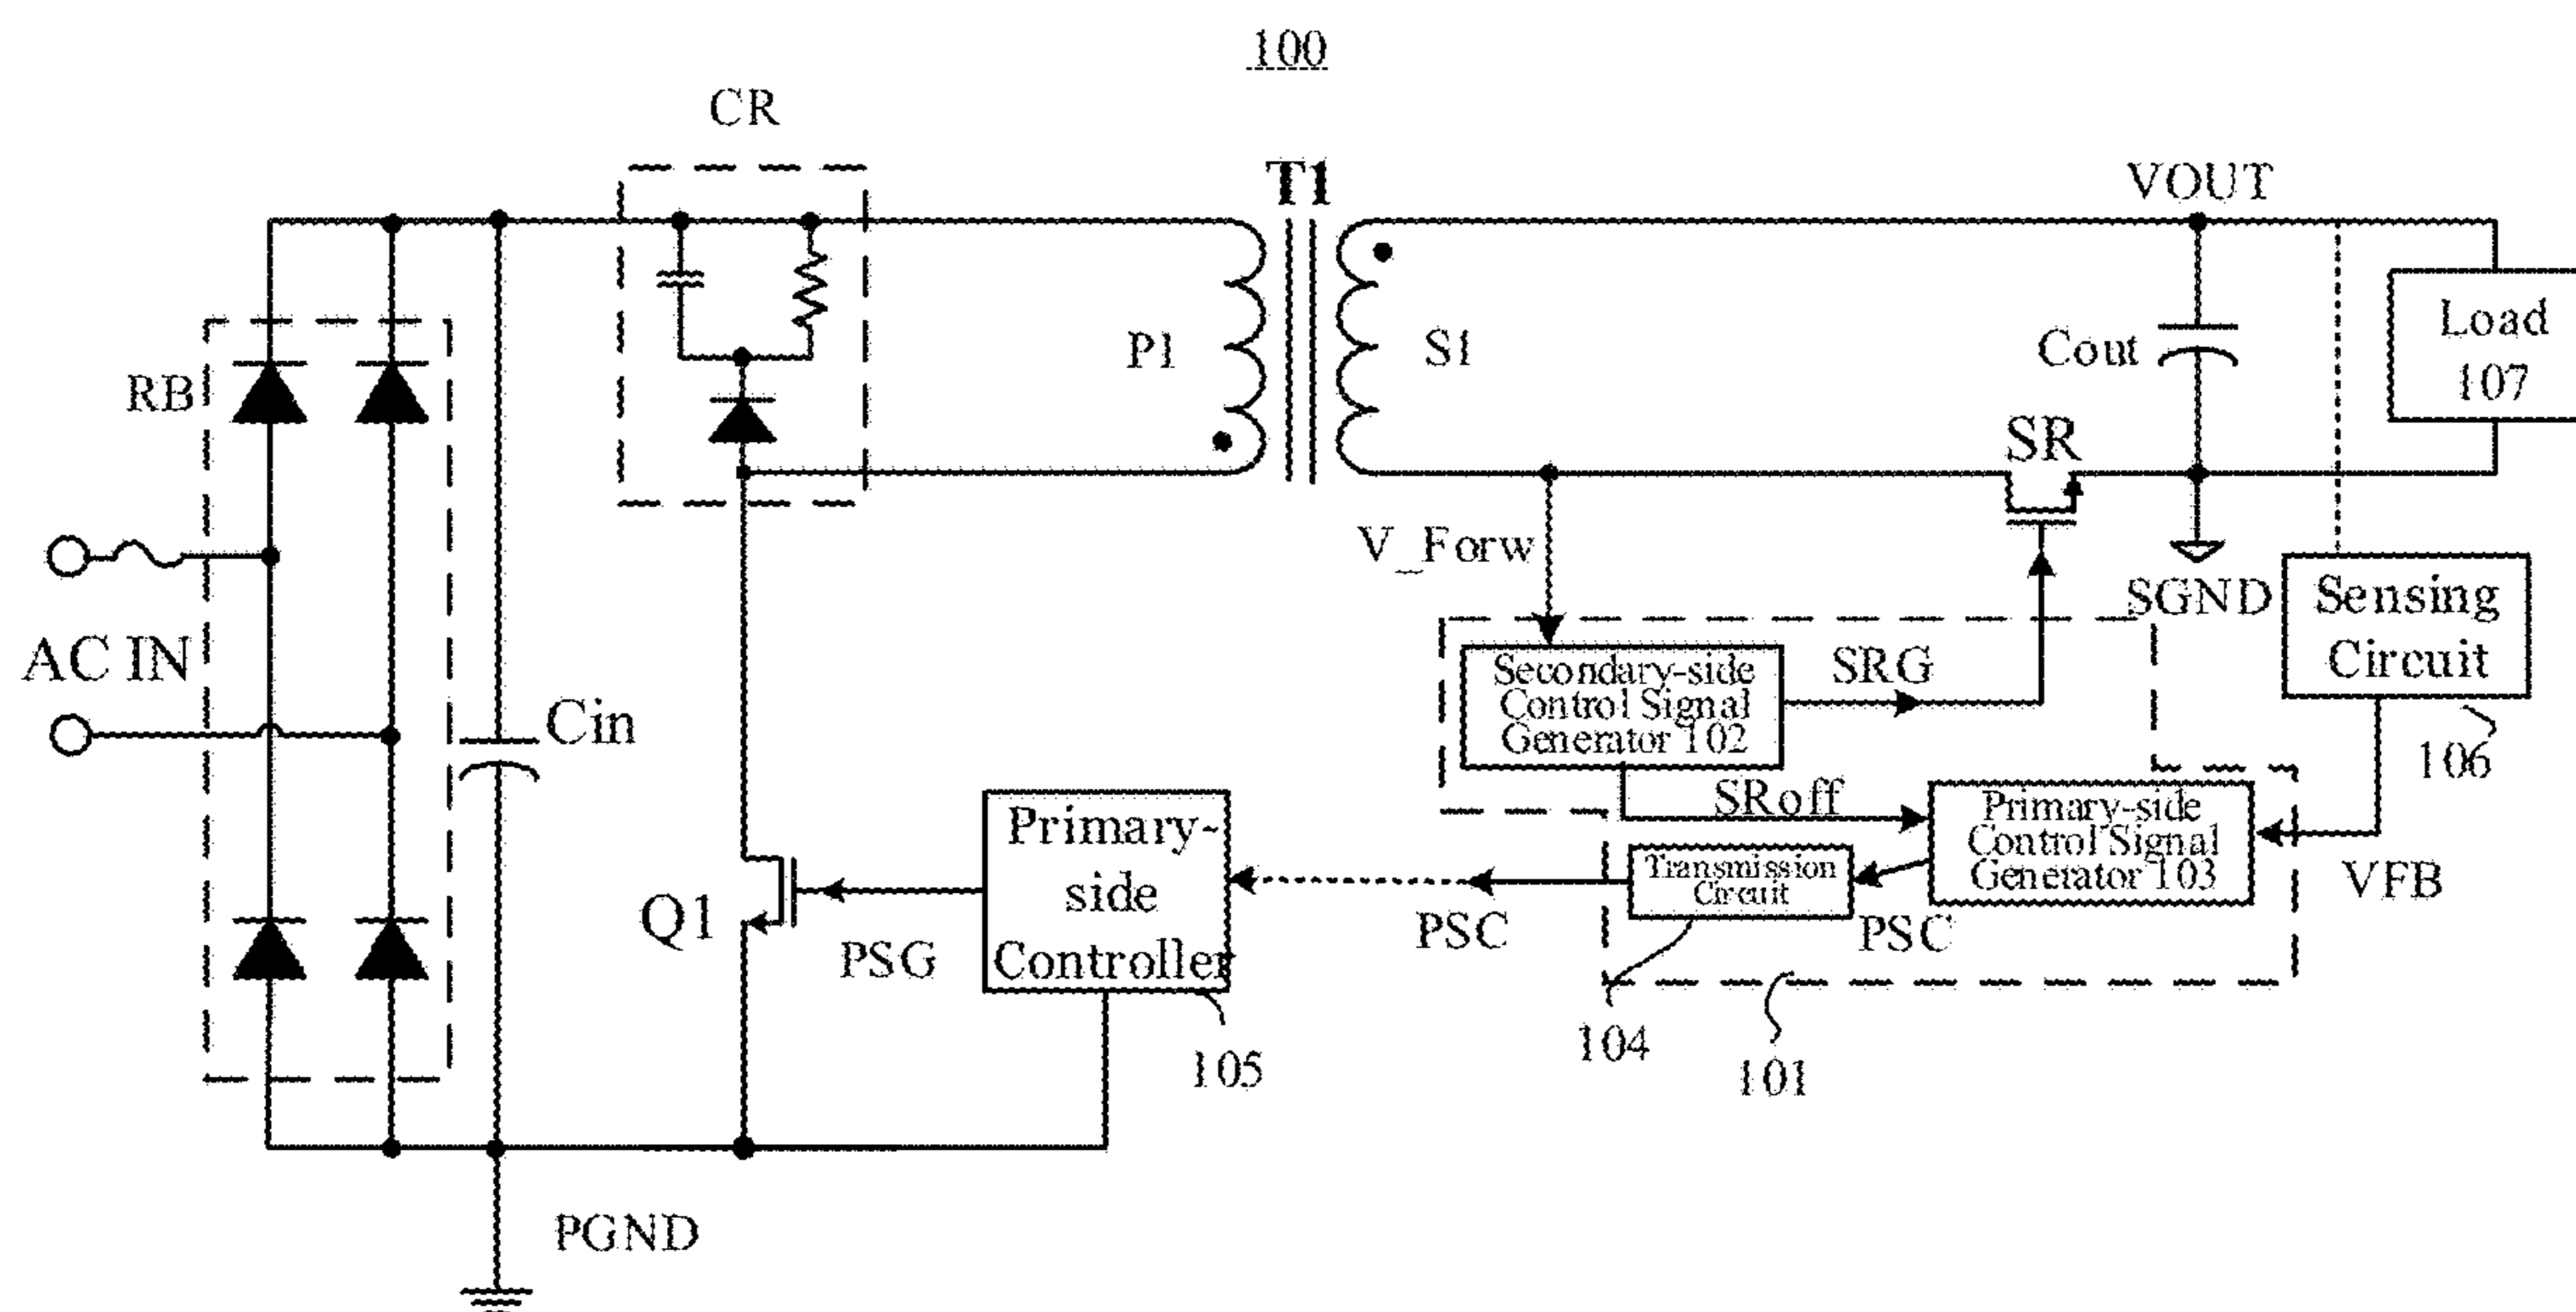 100
CR
T1
VOUT
RB
P1
S1
Cout
Load
107
SR
V_Forw
SGND
Sensing
Circuit
AC IN
Secondary-side
Control Signal
Generator 102
SRG
Cin
106
SRoff
Primary-side
Control Signal
Generator 103
Primary-
side
Controller
Transmission
Circuit
VFB
Q1
PSG
PSC
PSC
104
101
105
PGND